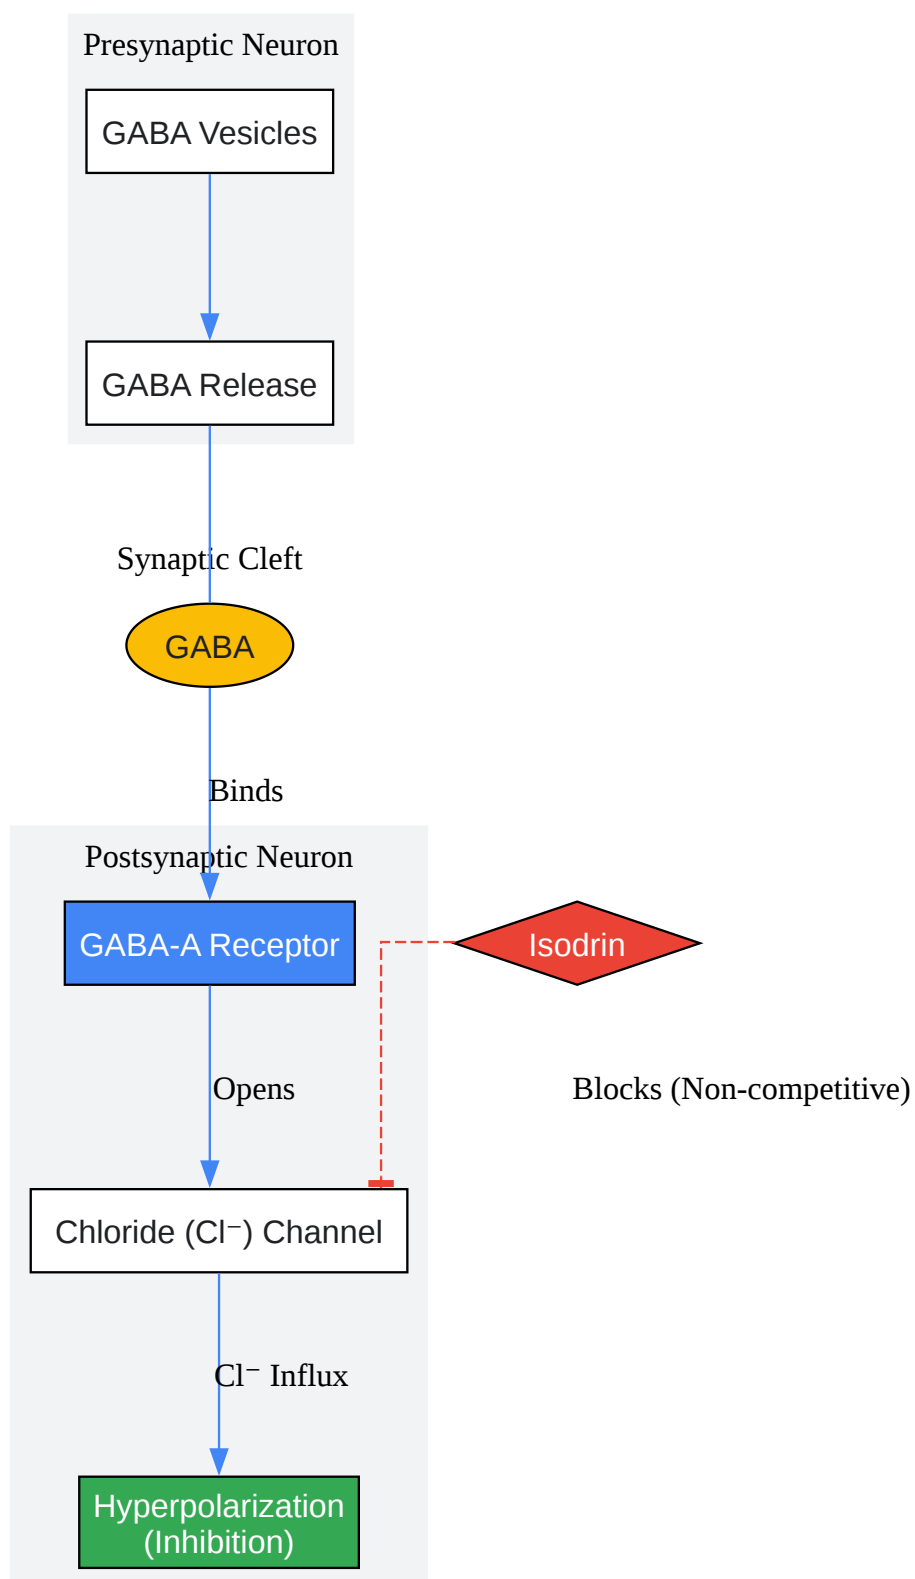 Presynaptic Neuron
GABA Vesicles
GABA Release
Synaptic Cleft
GABA
Binds
Postsynaptic Neuron
GABA-A Receptor
Isodrin
Opens
Blocks (Non-competitive)
Chloride (Cl⁻) Channel
Cl⁻ Influx
Hyperpolarization
(Inhibition)